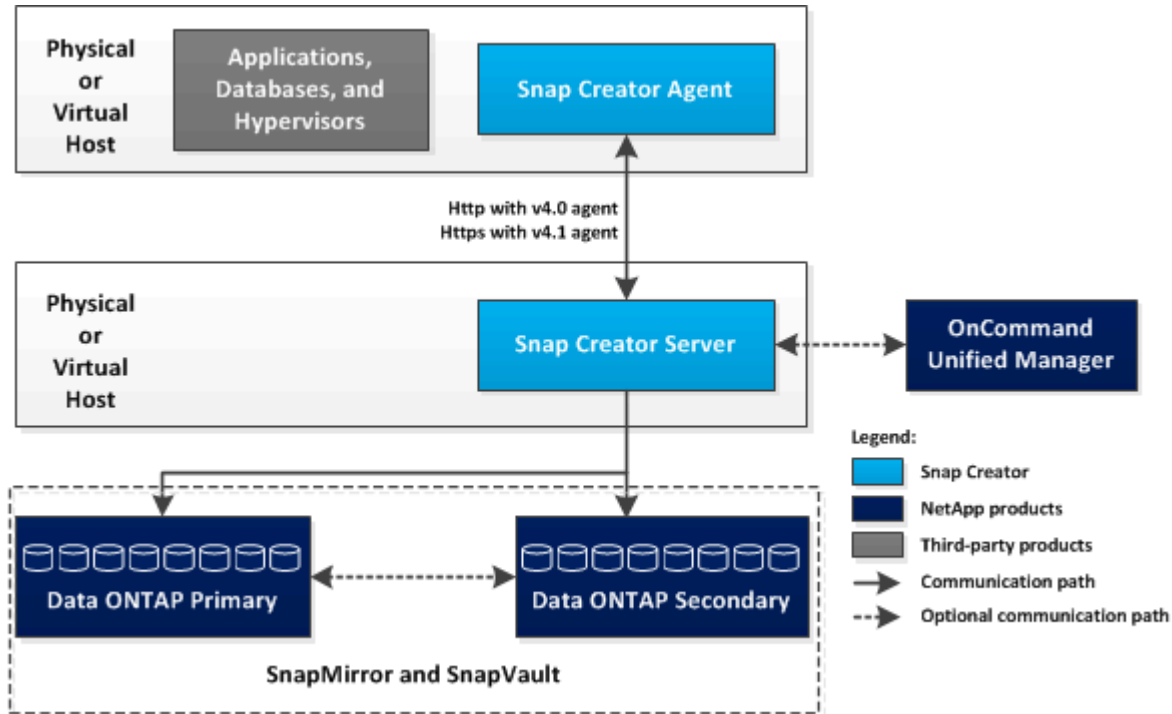 Physical
or
Virtual
Host
Applications,
Databases, and
Hypervisors
Snap Creator Agent
Http with v4.0 agent
Https with v4.1 agent
Physical
or
Virtual
Host
Snap Creator Server
OnCommand
Unified Manager
Legend:
Snap Creator
NetApp products
Third-party products
Communication path
Optional communication path
Data ONTAP Primary
Data ONTAP Secondary
SnapMirror and SnapVault